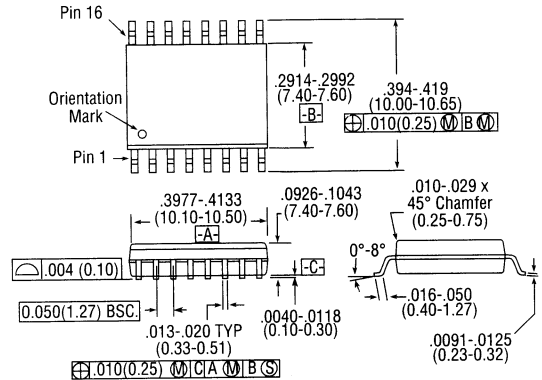 Pin 16
.2914-.2992
(7.40-7.60)
-B-
.394-.419
(10.00-10.65)
⌖ .010(0.25) Ⓜ B Ⓜ
Orientation
Mark
Pin 1
.3977-.4133
(10.10-10.50)
-A-
.0926-.1043
(7.40-7.60)
.010-.029 x
45° Chamfer
(0.25-0.75)
⌓ .004 (0.10)
-C-
0°-8°
0.050(1.27) BSC.
.013-.020 TYP
(0.33-0.51)
.0040-.0118
(0.10-0.30)
.016-.050
(0.40-1.27)
.0091-.0125
(0.23-0.32)
⌖ .010(0.25) Ⓜ C A Ⓜ B Ⓢ